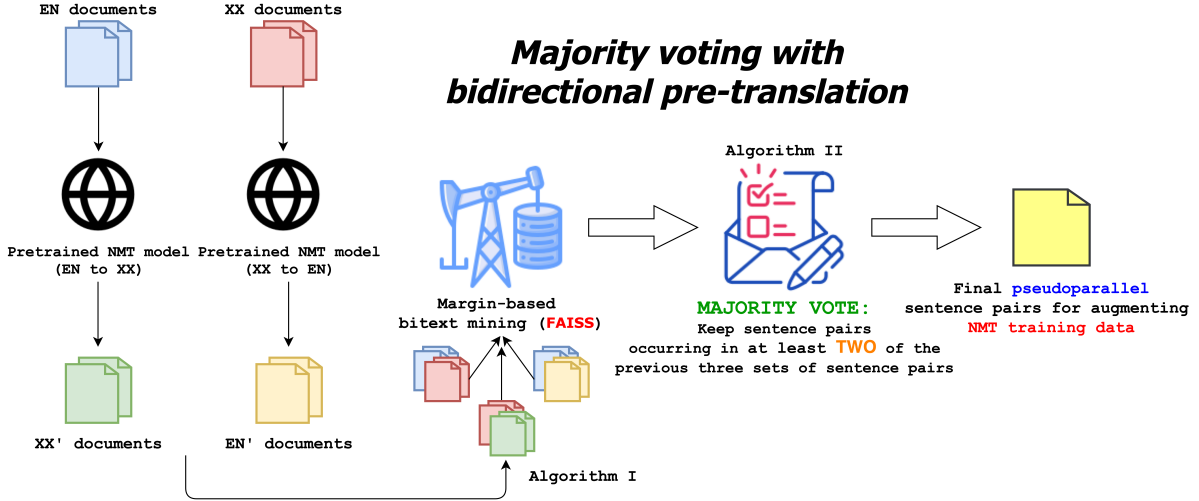 EN documents
XX documents
Majority voting with
bidirectional pre-translation
Pretrained NMT model
(EN to XX)
Pretrained NMT model
(XX to EN)
XX' documents
EN' documents
Algorithm I
Margin-based
bitext mining (FAISS)
Algorithm II
MAJORITY VOTE:
Keep sentence pairs
occurring in at least TWO of the
previous three sets of sentence pairs
Final pseudoparallel
sentence pairs for augmenting
NMT training data